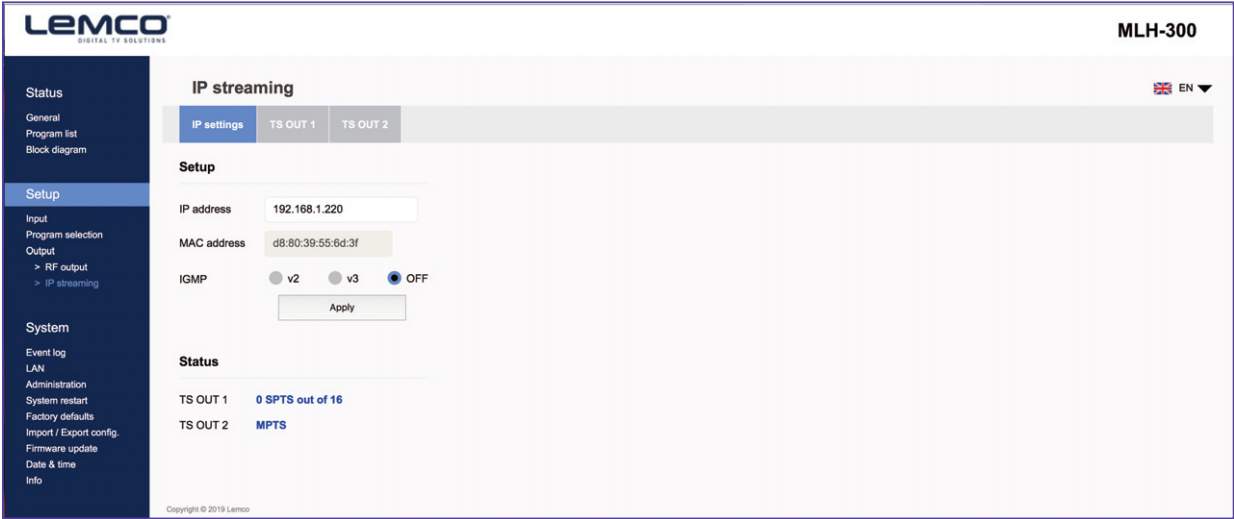 Lemco
DIGITAL TV SOLUTIONS
MLH-300
Status
General
Program list
Block diagram
Setup
Input
Program selection
Output
> RF output
> IP streaming
System
Event log
LAN
Administration
System restart
Factory defaults
Import / Export config.
Firmware update
Date & time
Info
IP streaming
EN
IP settings TS OUT 1 TS OUT 2
Setup
IP address 192.168.1.220
MAC address d8:80:39:55:6d:3f
IGMP v2 v3 OFF
Apply
Status
TS OUT 1 0 SPTS out of 16
TS OUT 2 MPTS
Copyright © 2019 Lemco